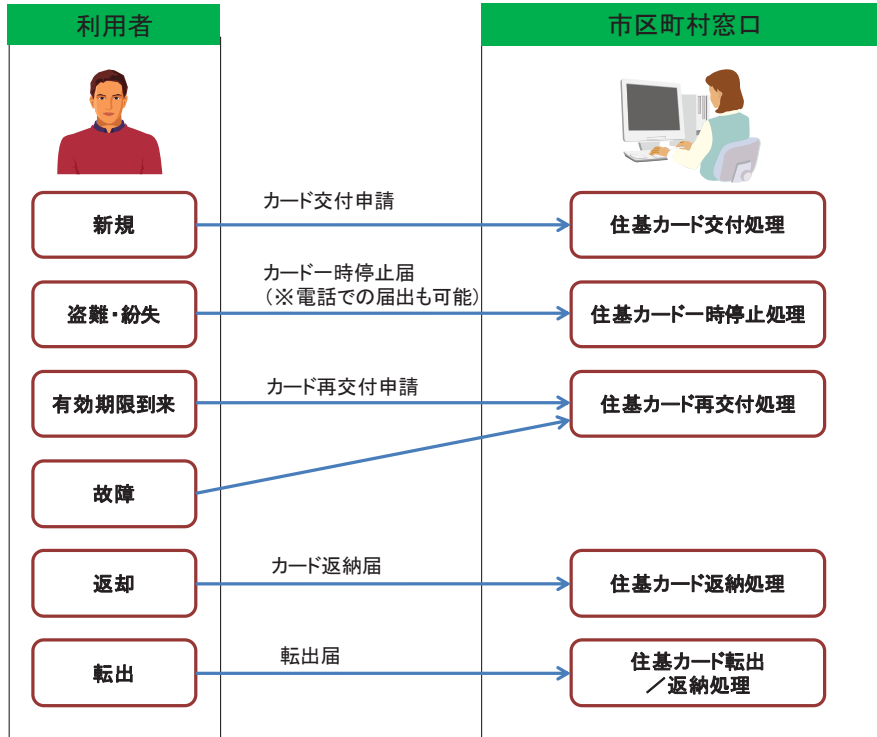 利用者
市区町村窓口
新規
カード交付申請
住基カード交付処理
盗難・紛失
カード一時停止届
（※電話での届出も可能）
住基カード一時停止処理
有効期限到来
カード再交付申請
住基カード再交付処理
故障
返却
カード返納届
住基カード返納処理
転出
転出届
住基カード転出
／返納処理